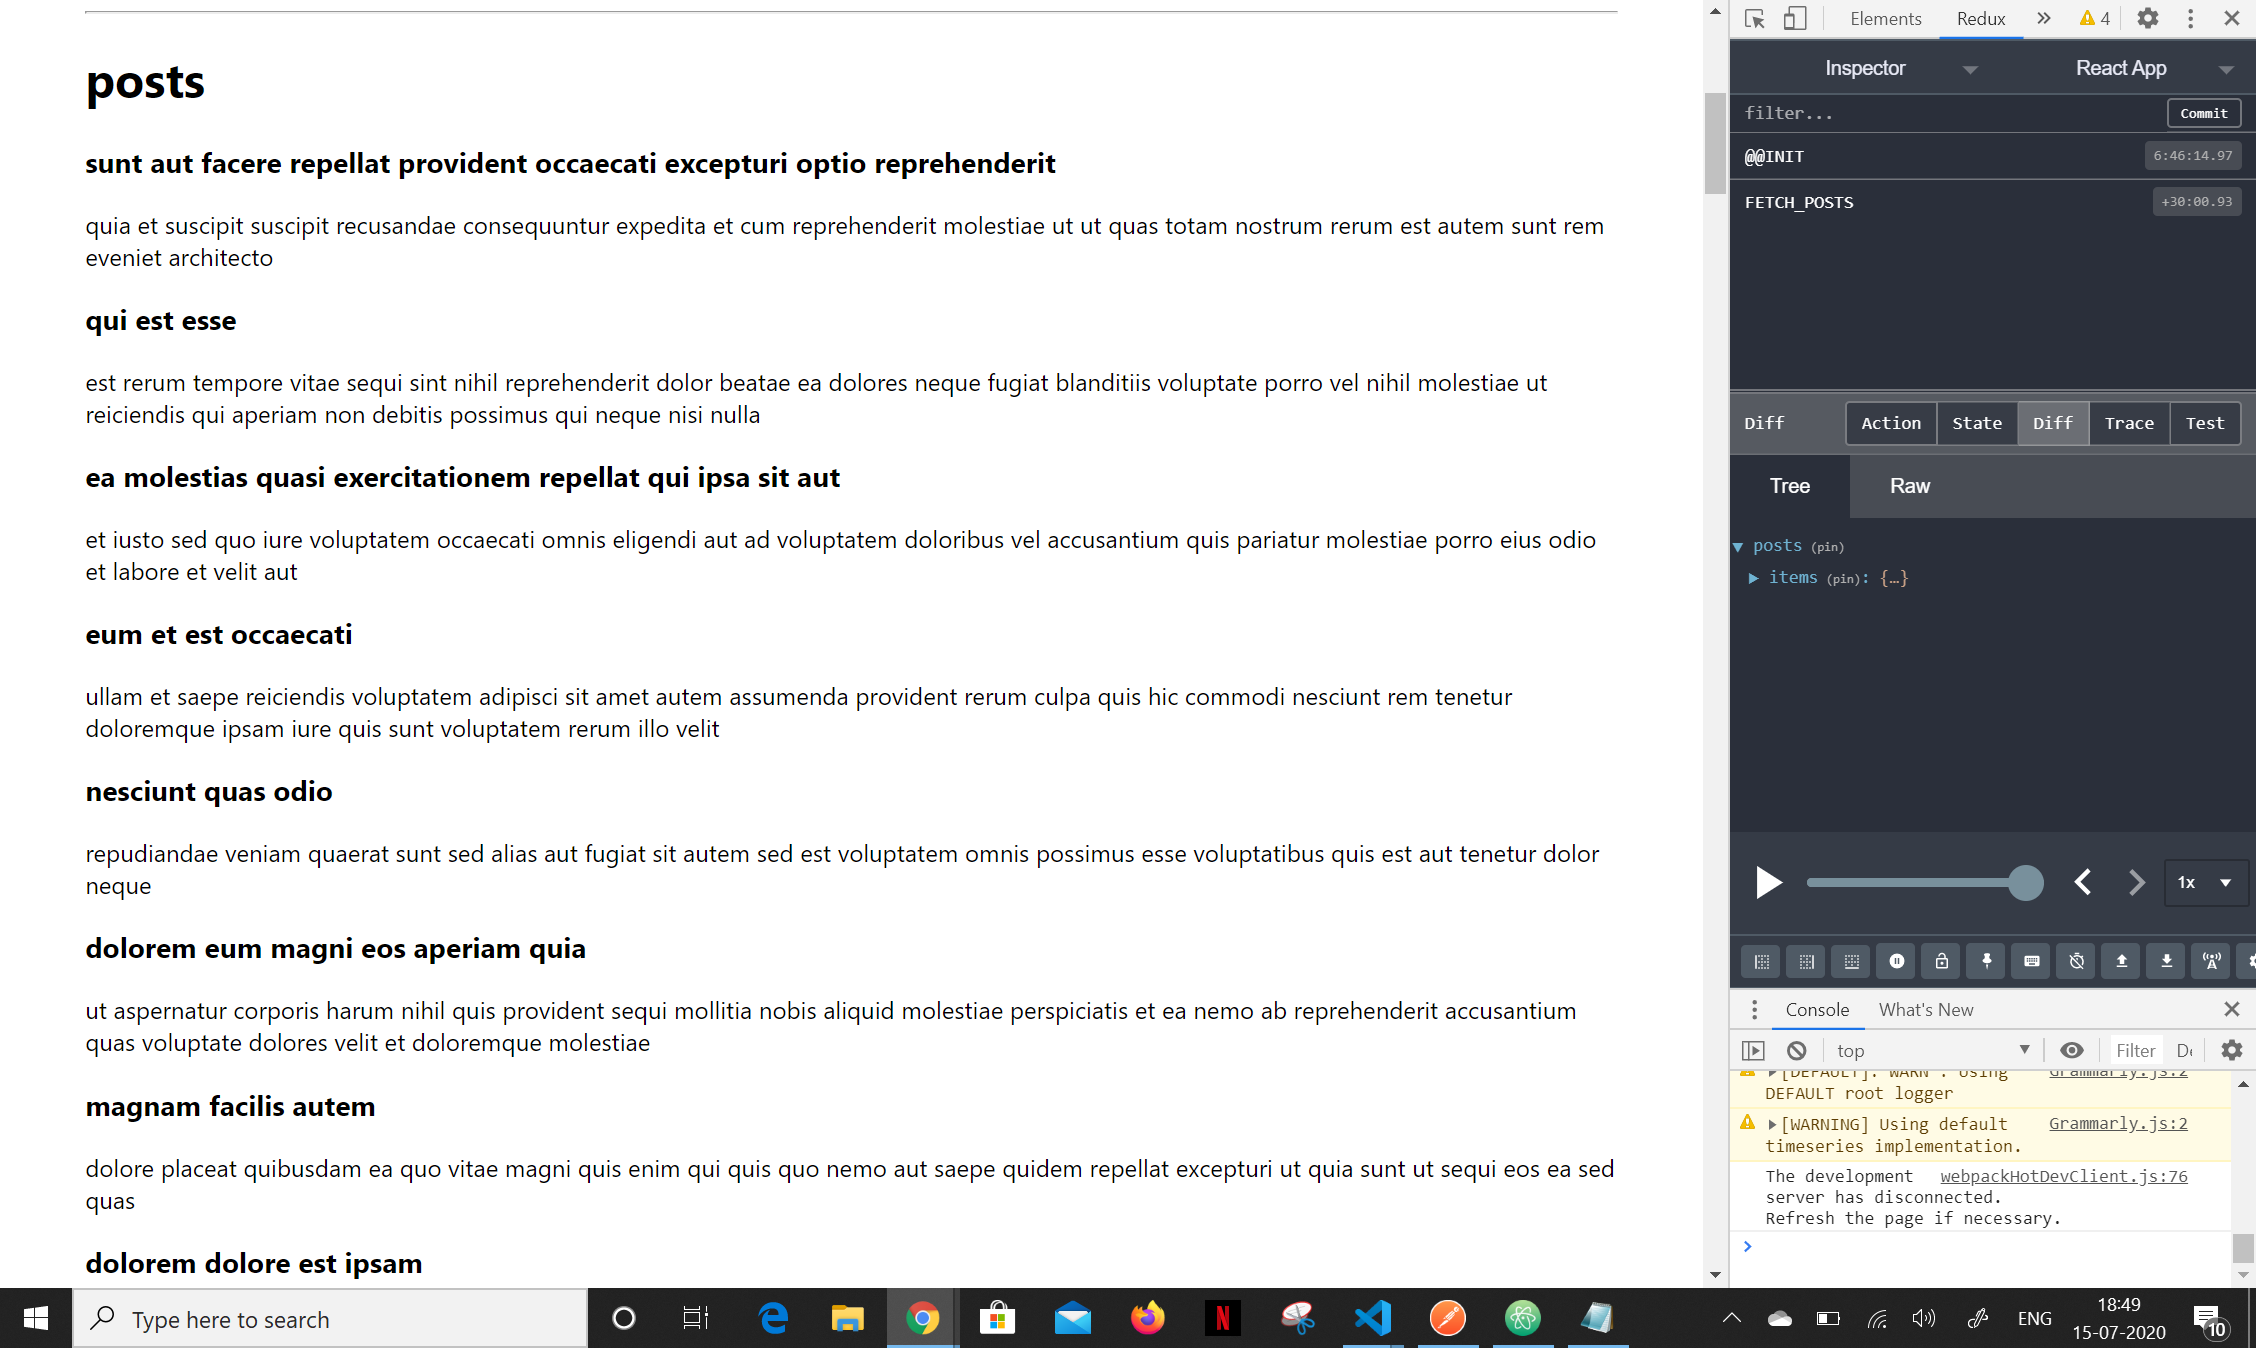 posts
sunt aut facere repellat provident occaecati excepturi optio reprehenderit
quia et suscipit suscipit recusandae consequuntur expedita et cum reprehenderit molestiae ut ut quas totam nostrum rerum est autem sunt rem
eveniet architecto
qui est esse
est rerum tempore vitae sequi sint nihil reprehenderit dolor beatae ea dolores neque fugiat blanditiis voluptate porro vel nihil molestiae ut
reiciendis qui aperiam non debitis possimus qui neque nisi nulla
ea molestias quasi exercitationem repellat qui ipsa sit aut
et iusto sed quo iure voluptatem occaecati omnis eligendi aut ad voluptatem doloribus vel accusantium quis pariatur molestiae porro eius odio
et labore et velit aut
eum et est occaecati
ullam et saepe reiciendis voluptatem adipisci sit amet autem assumenda provident rerum culpa quis hic commodi nesciunt rem tenetur
doloremque ipsam iure quis sunt voluptatem rerum illo velit
nesciunt quas odio
repudiandae veniam quaerat sunt sed alias aut fugiat sit autem sed est voluptatem omnis possimus esse voluptatibus quis est aut tenetur dolor
neque
dolorem eum magni eos aperiam quia
ut aspernatur corporis harum nihil quis provident sequi mollitia nobis aliquid molestiae perspiciatis et ea nemo ab reprehenderit accusantium
quas voluptate dolores velit et doloremque molestiae
magnam facilis autem
dolore placeat quibusdam ea quo vitae magni quis enim qui quis quo nemo aut saepe quidem repellat excepturi ut quia sunt ut sequi eos ea sed
quas
dolorem dolore est ipsam
Elements Redux » 4
Inspector React App
filter... Commit
@@INIT 6:46:14.97
FETCH_POSTS +30:00.93
Diff Action State Diff Trace Test
Tree Raw
posts (pin)
items (pin): {…}
1x
Console What's New
top Filter De
[DEFAULT]: WARN : Using Grammarly.js:2
DEFAULT root logger
[WARNING] Using default Grammarly.js:2
timeseries implementation.
The development webpackHotDevClient.js:76
server has disconnected.
Refresh the page if necessary.
Type here to search
N
ENG
18:49
15-07-2020
10